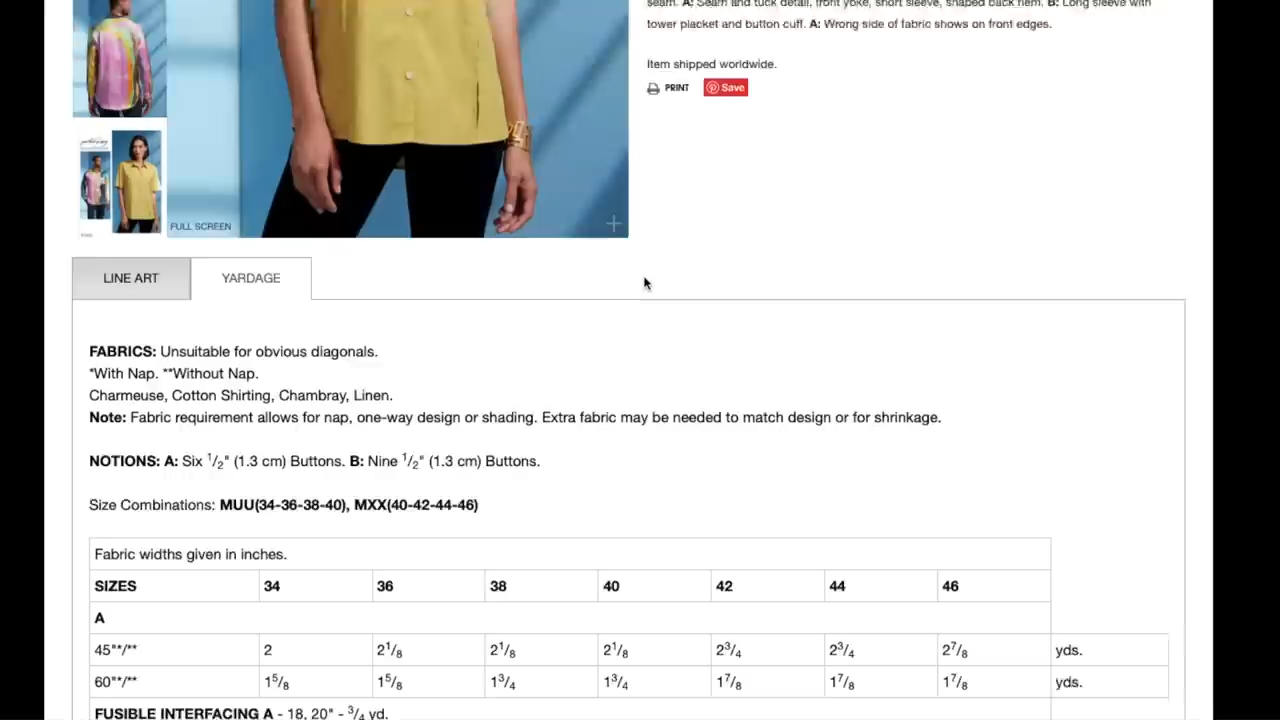 seam. A: Seam and tuck detail, front yoke, short sleeve, shaped back hem. B: Long sleeve with
tower placket and button cuff. A: Wrong side of fabric shows on front edges.
Item shipped worldwide.
PRINT Save
FULL SCREEN
LINE ART YARDAGE
FABRICS: Unsuitable for obvious diagonals.
*With Nap. **Without Nap.
Charmeuse, Cotton Shirting, Chambray, Linen.
Note: Fabric requirement allows for nap, one-way design or shading. Extra fabric may be needed to match design or for shrinkage.
NOTIONS: A: Six 1/2" (1.3 cm) Buttons. B: Nine 1/2" (1.3 cm) Buttons.
Size Combinations: MUU(34-36-38-40), MXX(40-42-44-46)
Fabric widths given in inches.
SIZES 34 36 38 40 42 44 46
A
45"*/** 2 2 1/8 2 1/8 2 1/8 2 3/4 2 3/4 2 7/8 yds.
60"*/** 1 5/8 1 5/8 1 3/4 1 3/4 1 7/8 1 7/8 1 7/8 yds.
FUSIBLE INTERFACING A - 18, 20" - 3/4 yd.